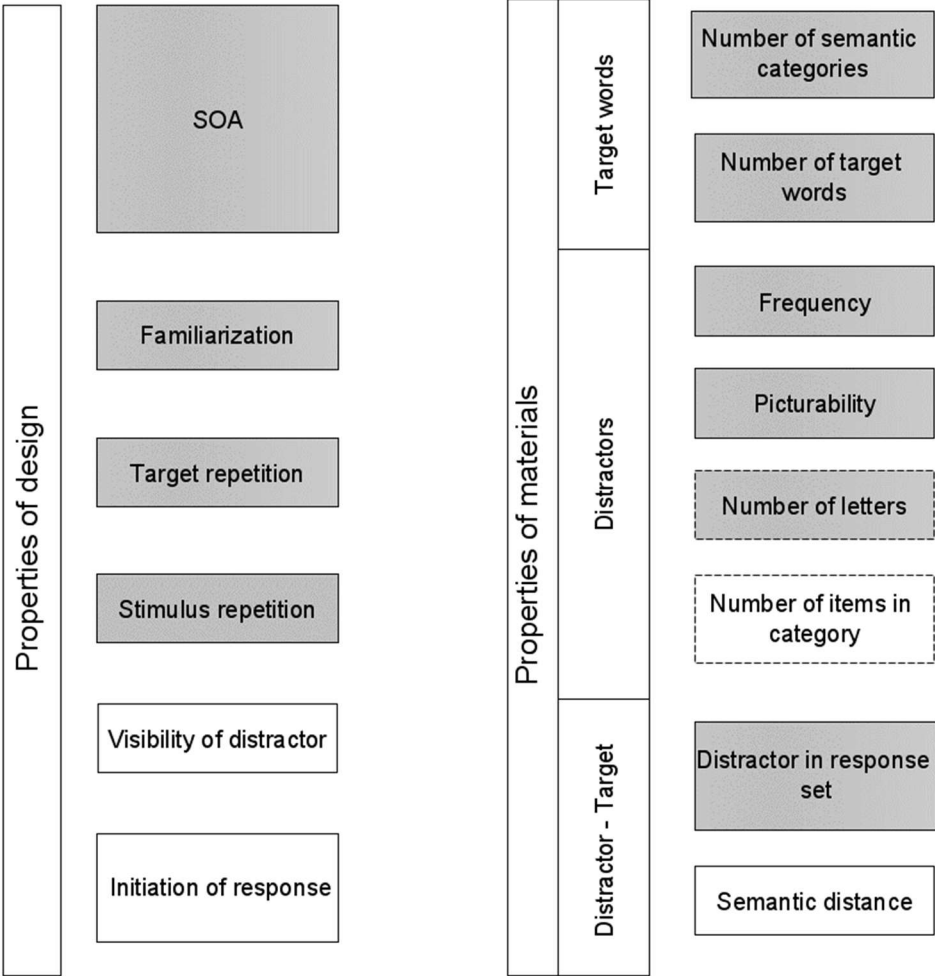 Properties of design
SOA
Familiarization
Target repetition
Stimulus repetition
Visibility of distractor
Initiation of response
Properties of materials
Target words
Number of semantic
categories
Number of target
words
Distractors
Frequency
Picturability
Number of letters
Number of items in
category
Distractor - Target
Distractor in response
set
Semantic distance